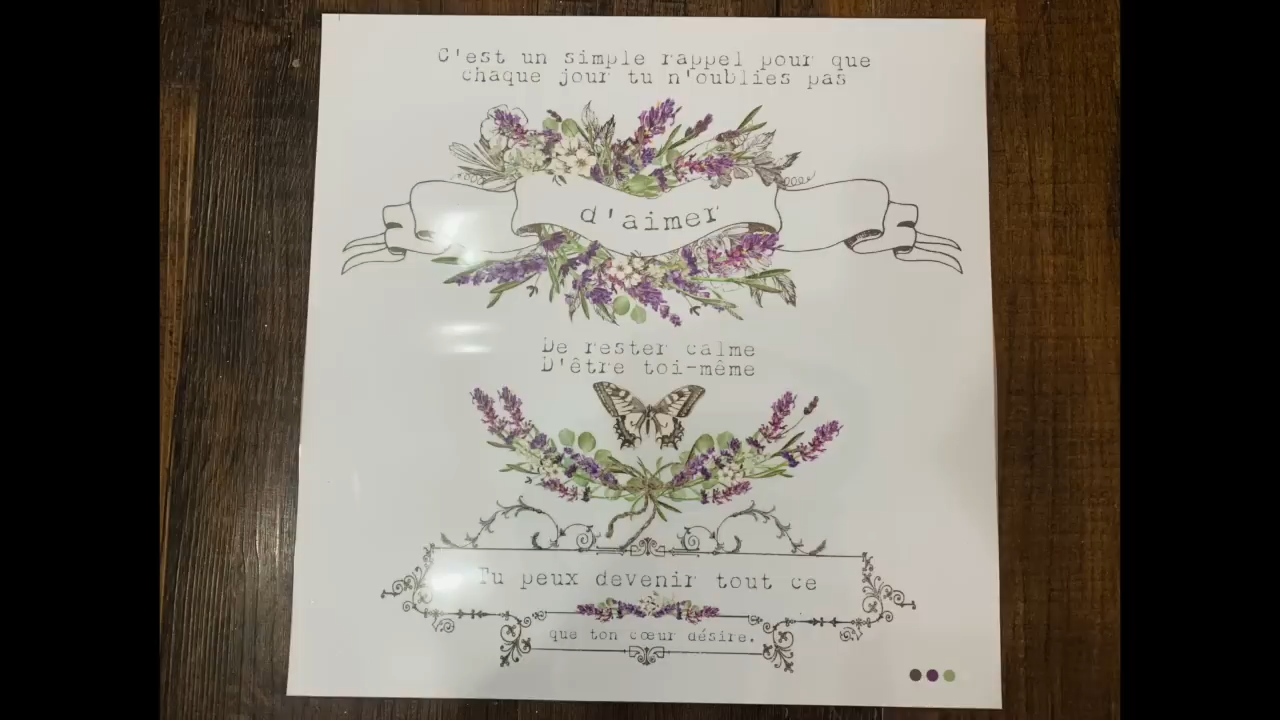 C'est un simple rappel pour que
chaque jour tu n'oublies pas
d'aimer
De rester calme
D'être toi-même
Tu peux devenir tout ce
que ton cœur désire.